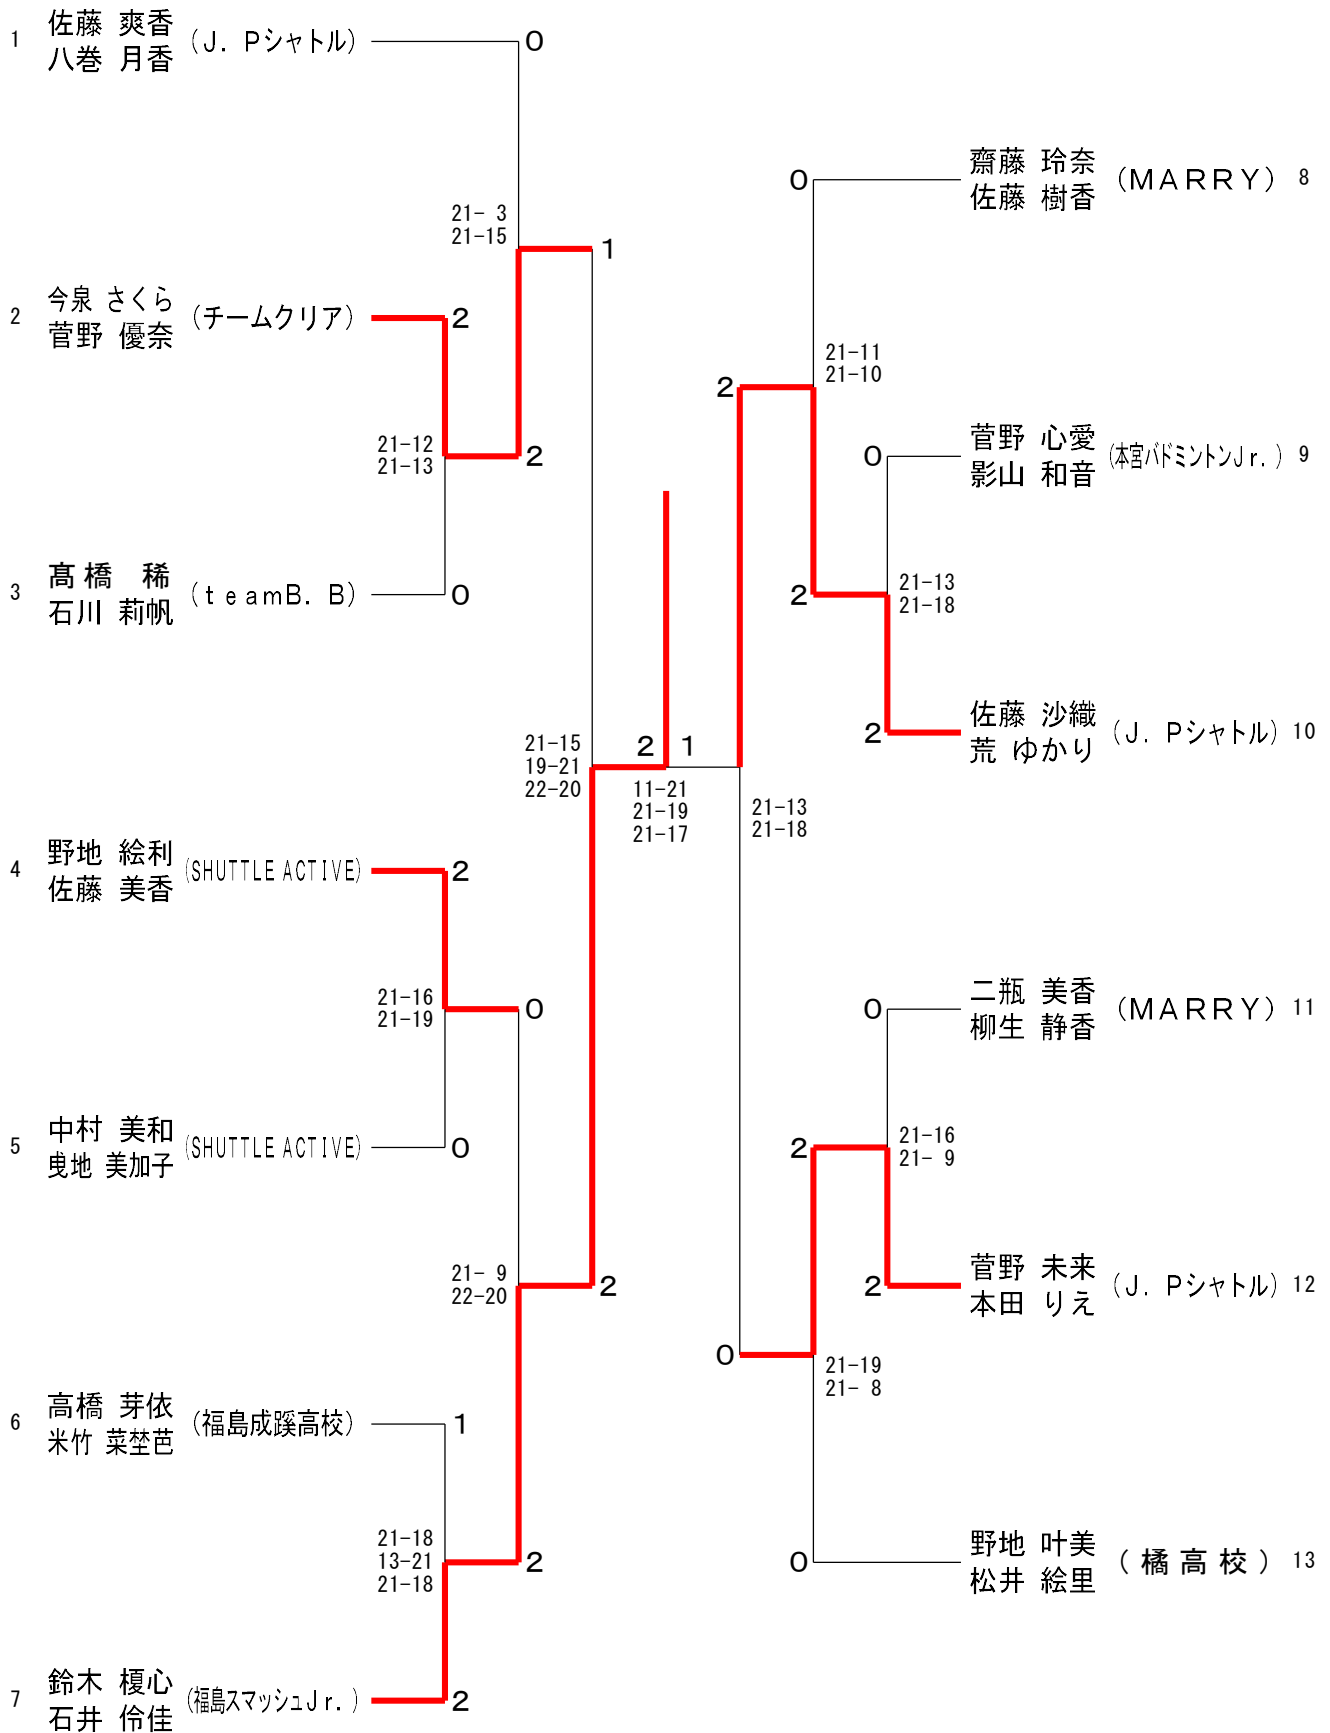 1 佐藤 爽香 (J. Pシャトル) 0
八巻 月香
21- 3
21-15
1
2 今泉 さくら (チームクリア) 2
菅野 優奈
21-12
21-13
2
3 髙橋 稀 (teamB. B) 0
石川 莉帆
21-15
19-21
22-20
2 1
11-21
21-19
21-17
4 野地 絵利 (SHUTTLE ACTIVE) 2
佐藤 美香
21-16
21-19
0
5 中村 美和 (SHUTTLE ACTIVE) 0
曵地 美加子
21- 9
22-20
2
6 高橋 芽依 (福島成蹊高校) 1
米竹 菜埜芭
21-18
13-21
21-18
2
7 鈴木 榎心 (福島スマッシュJr.) 2
石井 伶佳
0 齋藤 玲奈 (MARRY) 8
佐藤 樹香
2
21-11
21-10
0 菅野 心愛 (本宮バドミントンJr.) 9
影山 和音
2
21-13
21-18
2 佐藤 沙織 (J. Pシャトル) 10
荒 ゆかり
21-13
21-18
0 二瓶 美香 (MARRY) 11
柳生 静香
2
21-16
21- 9
2 菅野 未来 (J. Pシャトル) 12
本田 りえ
0
21-19
21- 8
0 野地 叶美 (橘高校) 13
松井 絵里